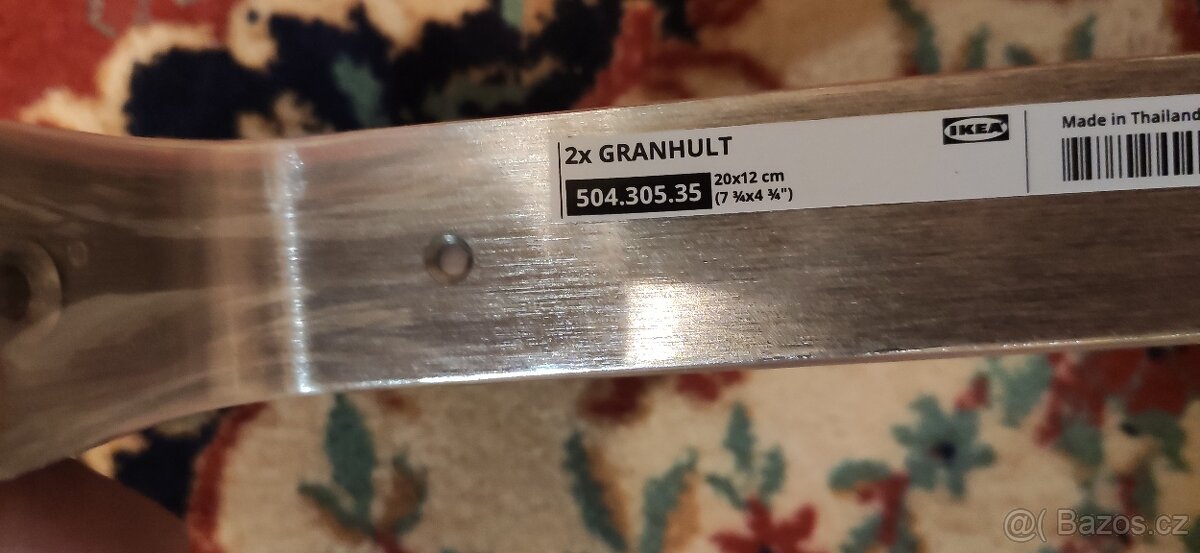 2x GRANHULT
504.305.35
20x12 cm
(7 ¾x4 ¾")
IKEA
Made in Thailand
@( Bazos.cz